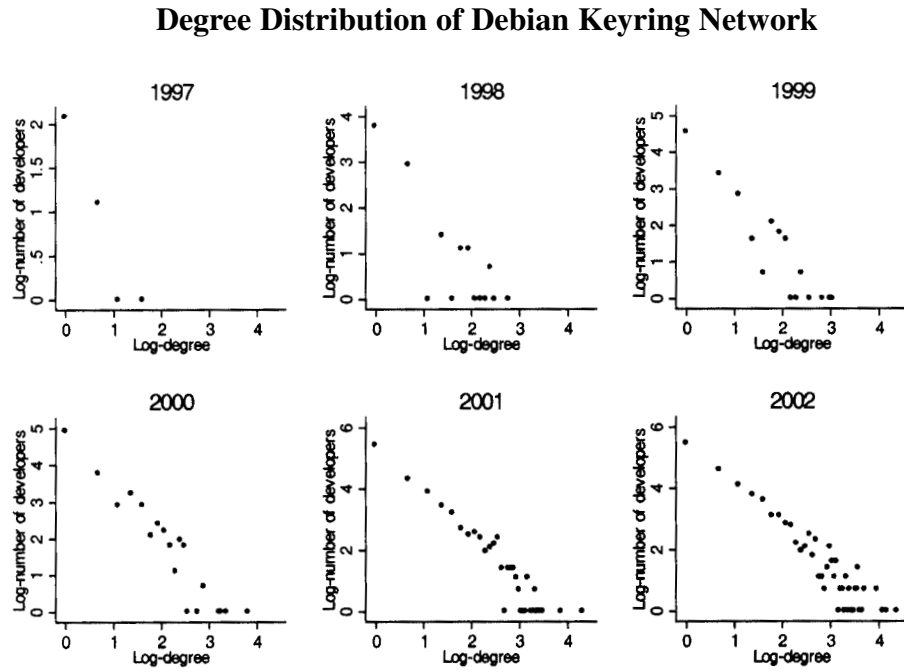 Degree Distribution of Debian Keyring Network
1997
Log-number of developers
0 .5 1 1.5 2
0 1 2 3 4
Log-degree
1998
Log-number of developers
0 1 2 3 4
0 1 2 3 4
Log-degree
1999
Log-number of developers
0 1 2 3 4 5
0 1 2 3 4
Log-degree
2000
Log-number of developers
0 1 2 3 4 5
0 1 2 3 4
Log-degree
2001
Log-number of developers
0 2 4 6
0 1 2 3 4
Log-degree
2002
Log-number of developers
0 2 4 6
0 1 2 3 4
Log-degree